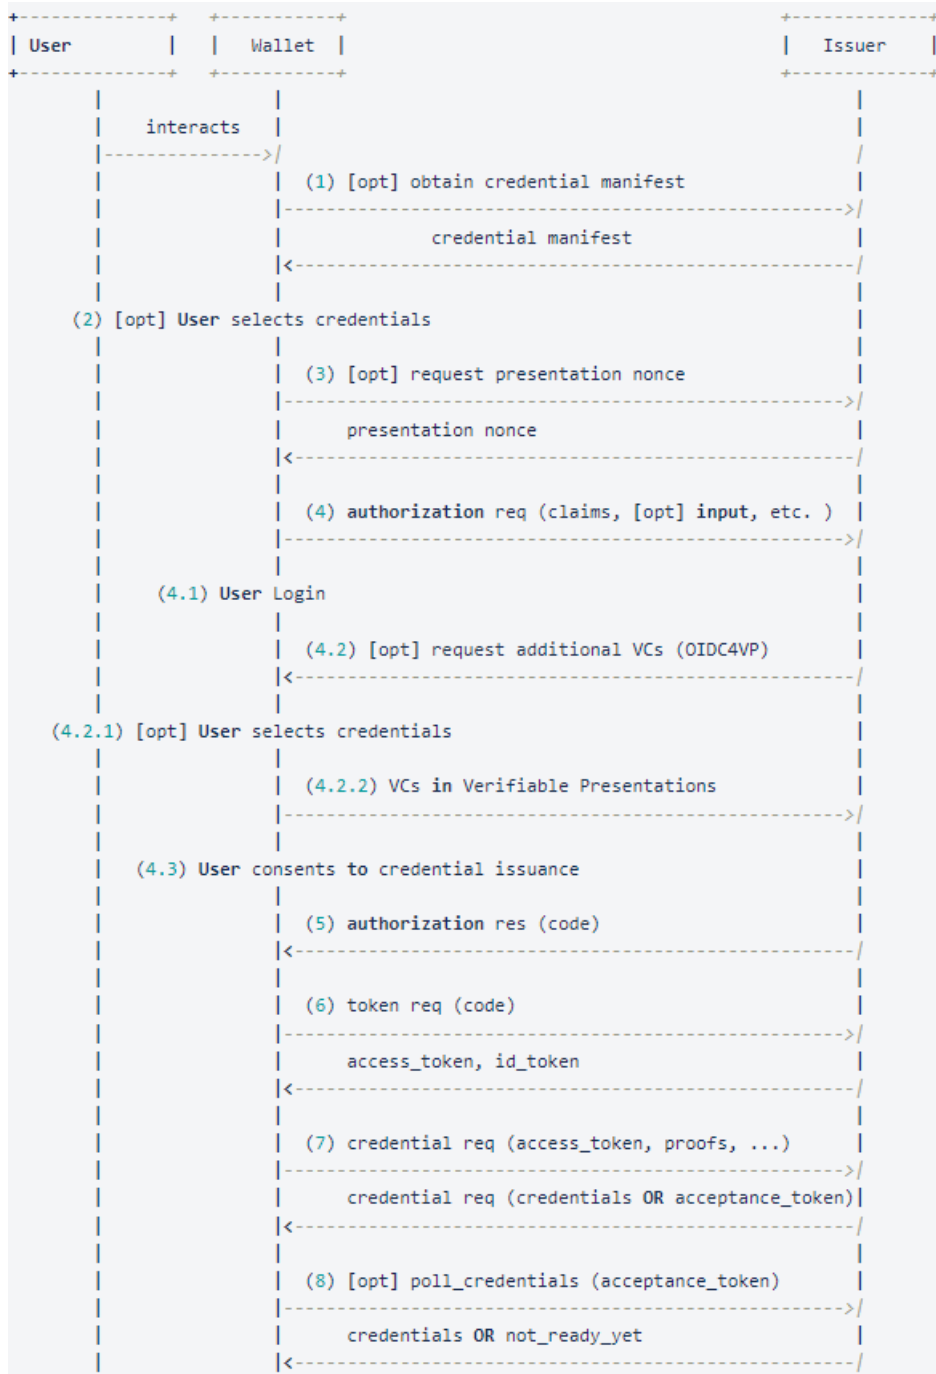 User Wallet Issuer
interacts
(1) [opt] obtain credential manifest
credential manifest
(2) [opt] User selects credentials
(3) [opt] request presentation nonce
presentation nonce
(4) authorization req (claims, [opt] input, etc. )
(4.1) User Login
(4.2) [opt] request additional VCs (OIDC4VP)
(4.2.1) [opt] User selects credentials
(4.2.2) VCs in Verifiable Presentations
(4.3) User consents to credential issuance
(5) authorization res (code)
(6) token req (code)
access_token, id_token
(7) credential req (access_token, proofs, ...)
credential req (credentials OR acceptance_token)
(8) [opt] poll_credentials (acceptance_token)
credentials OR not_ready_yet